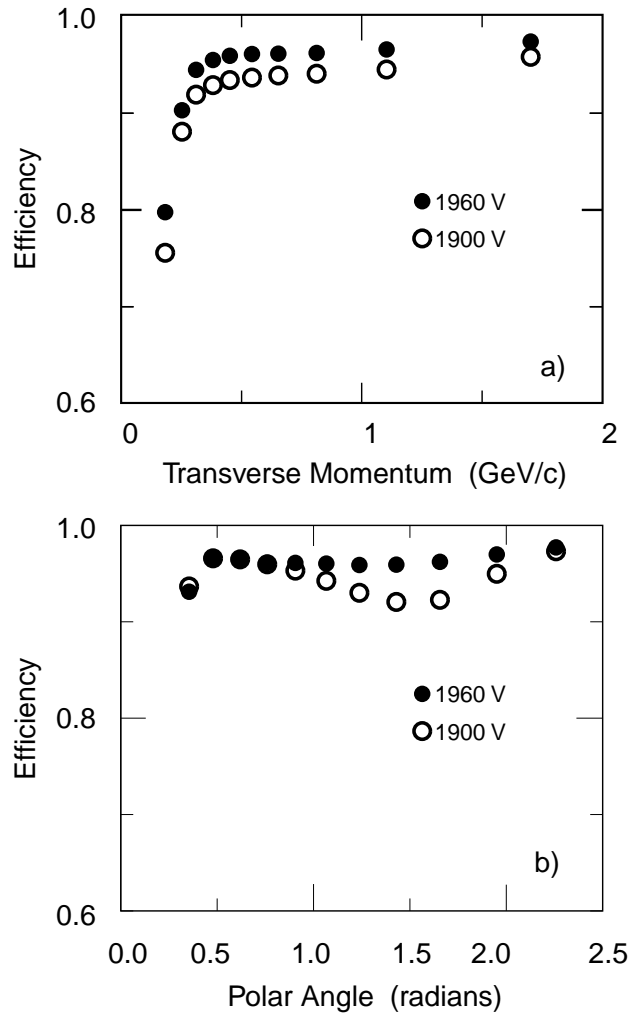 1.0
0.8
0.6
Efficiency
1960 V
1900 V
a)
0 1 2
Transverse Momentum (GeV/c)
1.0
0.8
0.6
Efficiency
1960 V
1900 V
b)
0.0 0.5 1.0 1.5 2.0 2.5
Polar Angle (radians)